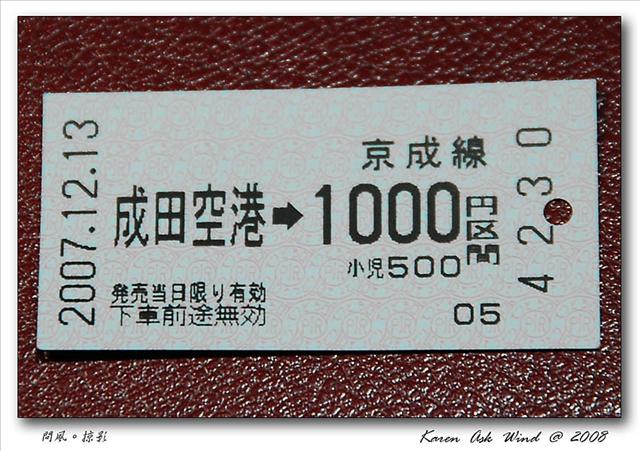 2007.12.13
京成線
成田空港➡1000円区間
小児500
発売当日限り有効
下車前途無効
05
4230
問風。掠影
Karen Ask Wind @ 2008